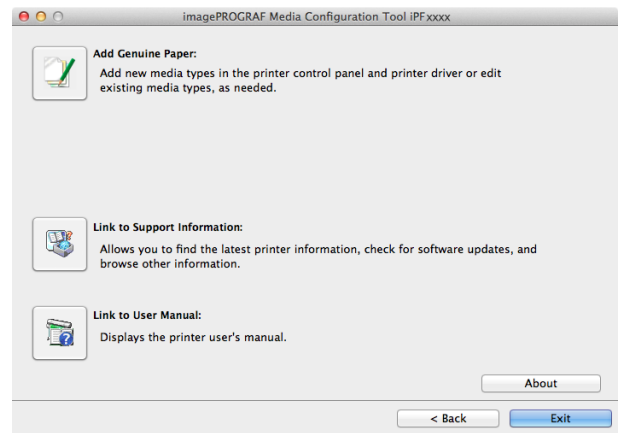 imagePROGRAF Media Configuration Tool iPFxxxx
Add Genuine Paper:
Add new media types in the printer control panel and printer driver or edit
existing media types, as needed.
Link to Support Information:
Allows you to find the latest printer information, check for software updates, and
browse other information.
Link to User Manual:
Displays the printer user's manual.
About
< Back
Exit